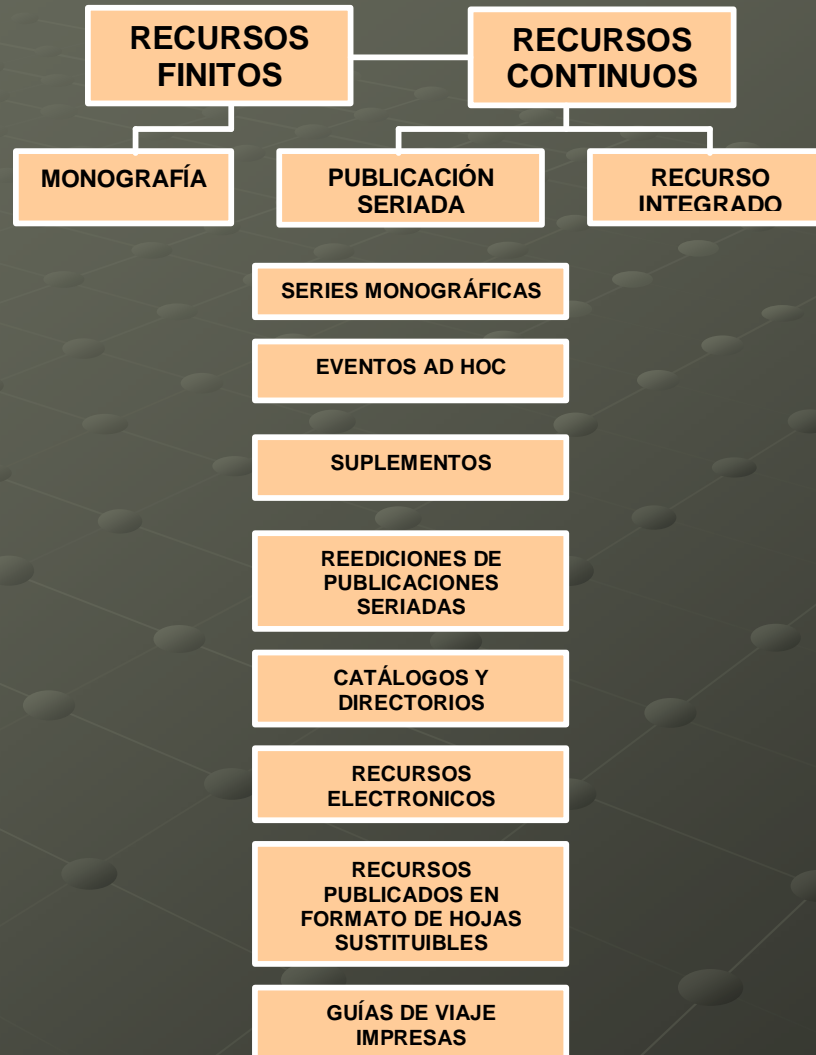 RECURSOS
FINITOS
RECURSOS
CONTINUOS
MONOGRAFÍA
PUBLICACIÓN
SERIADA
RECURSO
INTEGRADO
SERIES MONOGRÁFICAS
EVENTOS AD HOC
SUPLEMENTOS
REEDICIONES DE
PUBLICACIONES
SERIADAS
CATÁLOGOS Y
DIRECTORIOS
RECURSOS
ELECTRONICOS
RECURSOS
PUBLICADOS EN
FORMATO DE HOJAS
SUSTITUIBLES
GUÍAS DE VIAJE
IMPRESAS